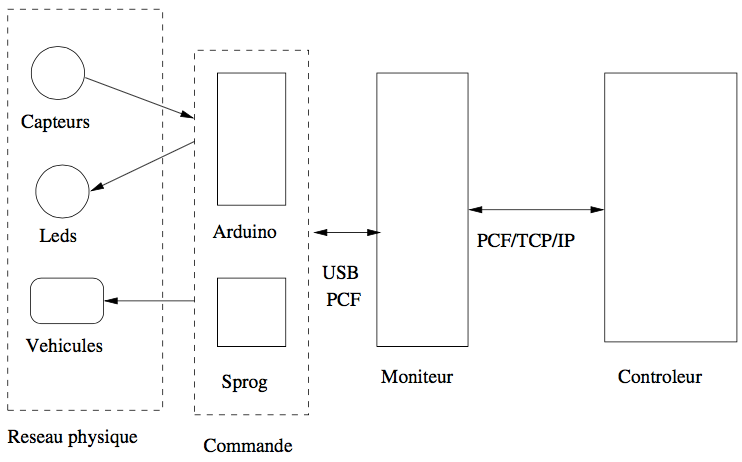 Capteurs
Leds
Vehicules
Reseau physique
Arduino
Sprog
Commande
USB
PCF
Moniteur
PCF/TCP/IP
Controleur